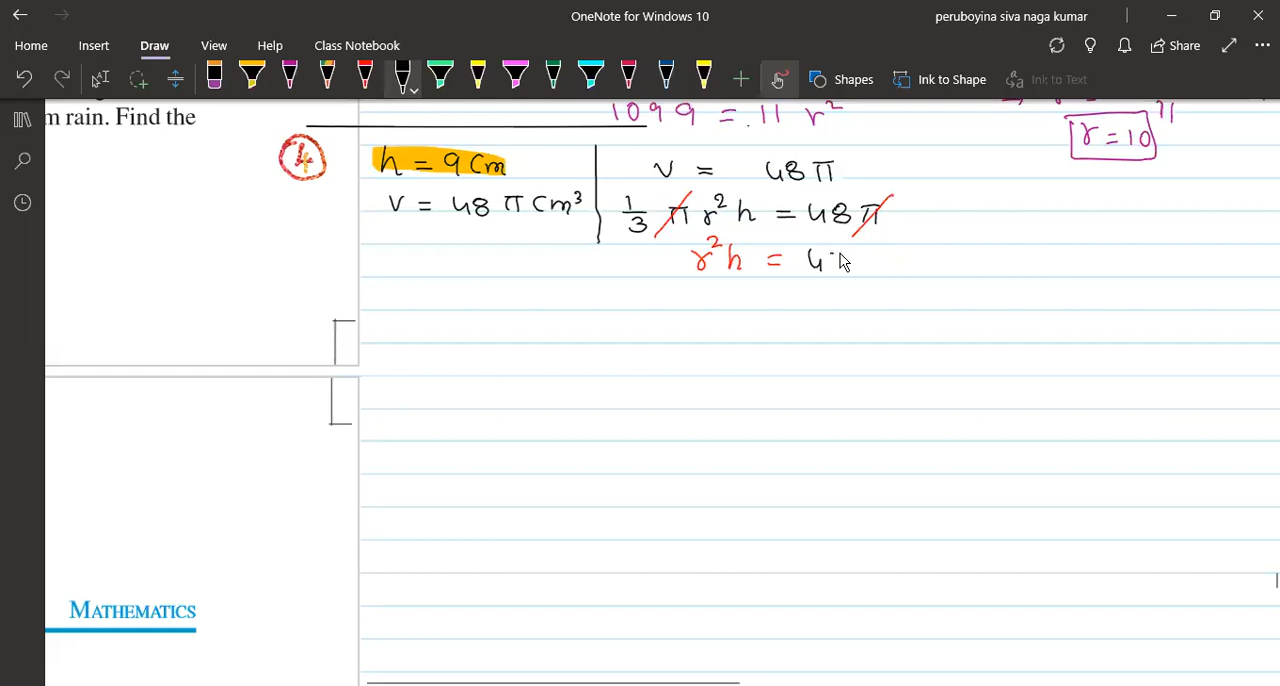 OneNote for Windows 10
peruboyina siva naga kumar
Home Insert Draw View Help Class Notebook
Share
Shapes
Ink to Shape
Ink to Text
m rain. Find the
1099 = .11 r²
r = 10
4
h = 9 cm
v = 48 π cm³
v = 48 π
1/3 π r² h = 48 π
r² h = 4
MATHEMATICS